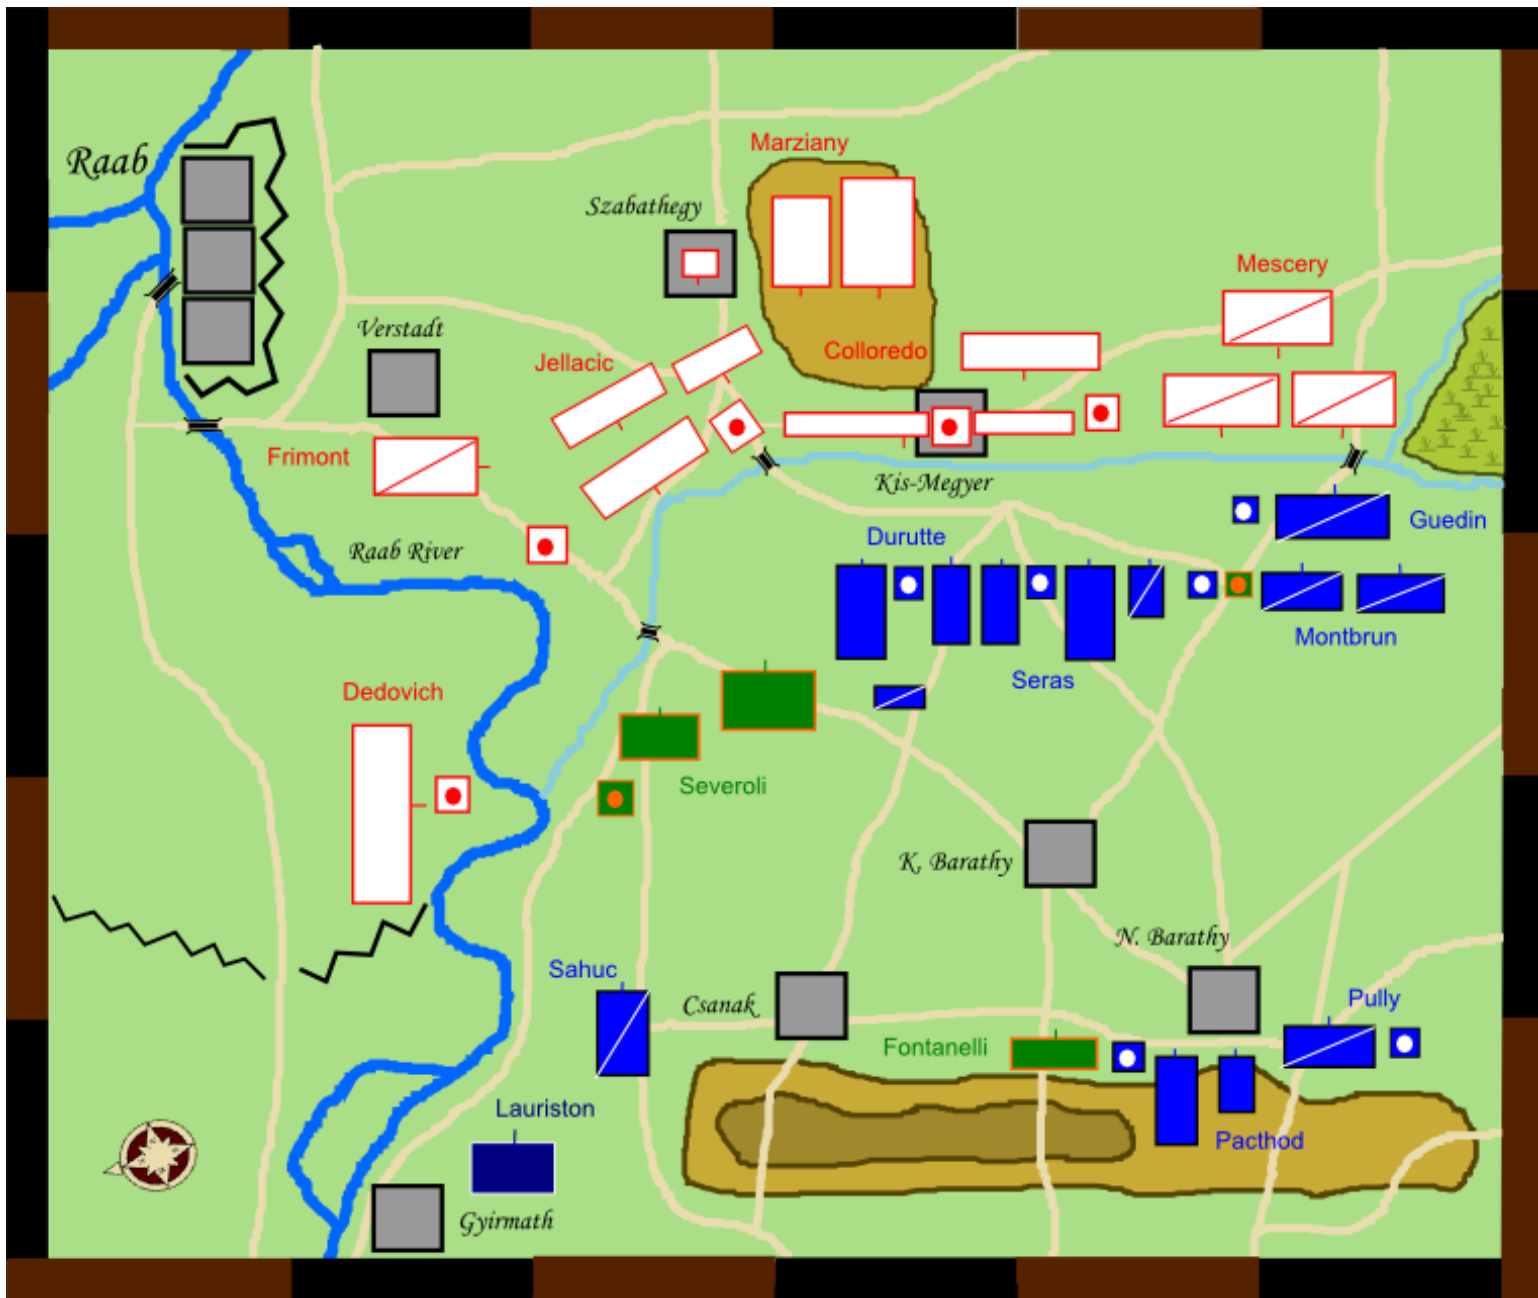 Marziany
Raab
Szabathegy
Mescery
Verstadt
Jellacic
Colloredo
Frimont
Kis-Megyer
Guedin
Durutte
Raab River
Montbrun
Seras
Dedovich
Severoli
K. Barathy
N. Barathy
Sahuc
Csanak
Pully
Fontanelli
Lauriston
Pacthod
Gyirmath